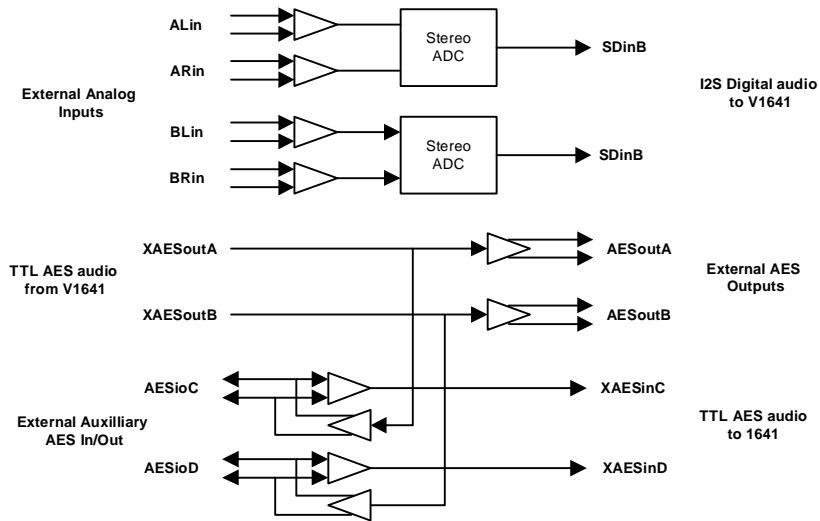 ALin
Stereo
ADC
SDinB
ARin
External Analog
Inputs
I2S Digital audio
to V1641
BLin
Stereo
ADC
SDinB
BRin
XAESoutA
AESoutA
TTL AES audio
from V1641
External AES
Outputs
XAESoutB
AESoutB
AESioC
XAESinC
External Auxilliary
AES In/Out
TTL AES audio
to 1641
AESioD
XAESinD